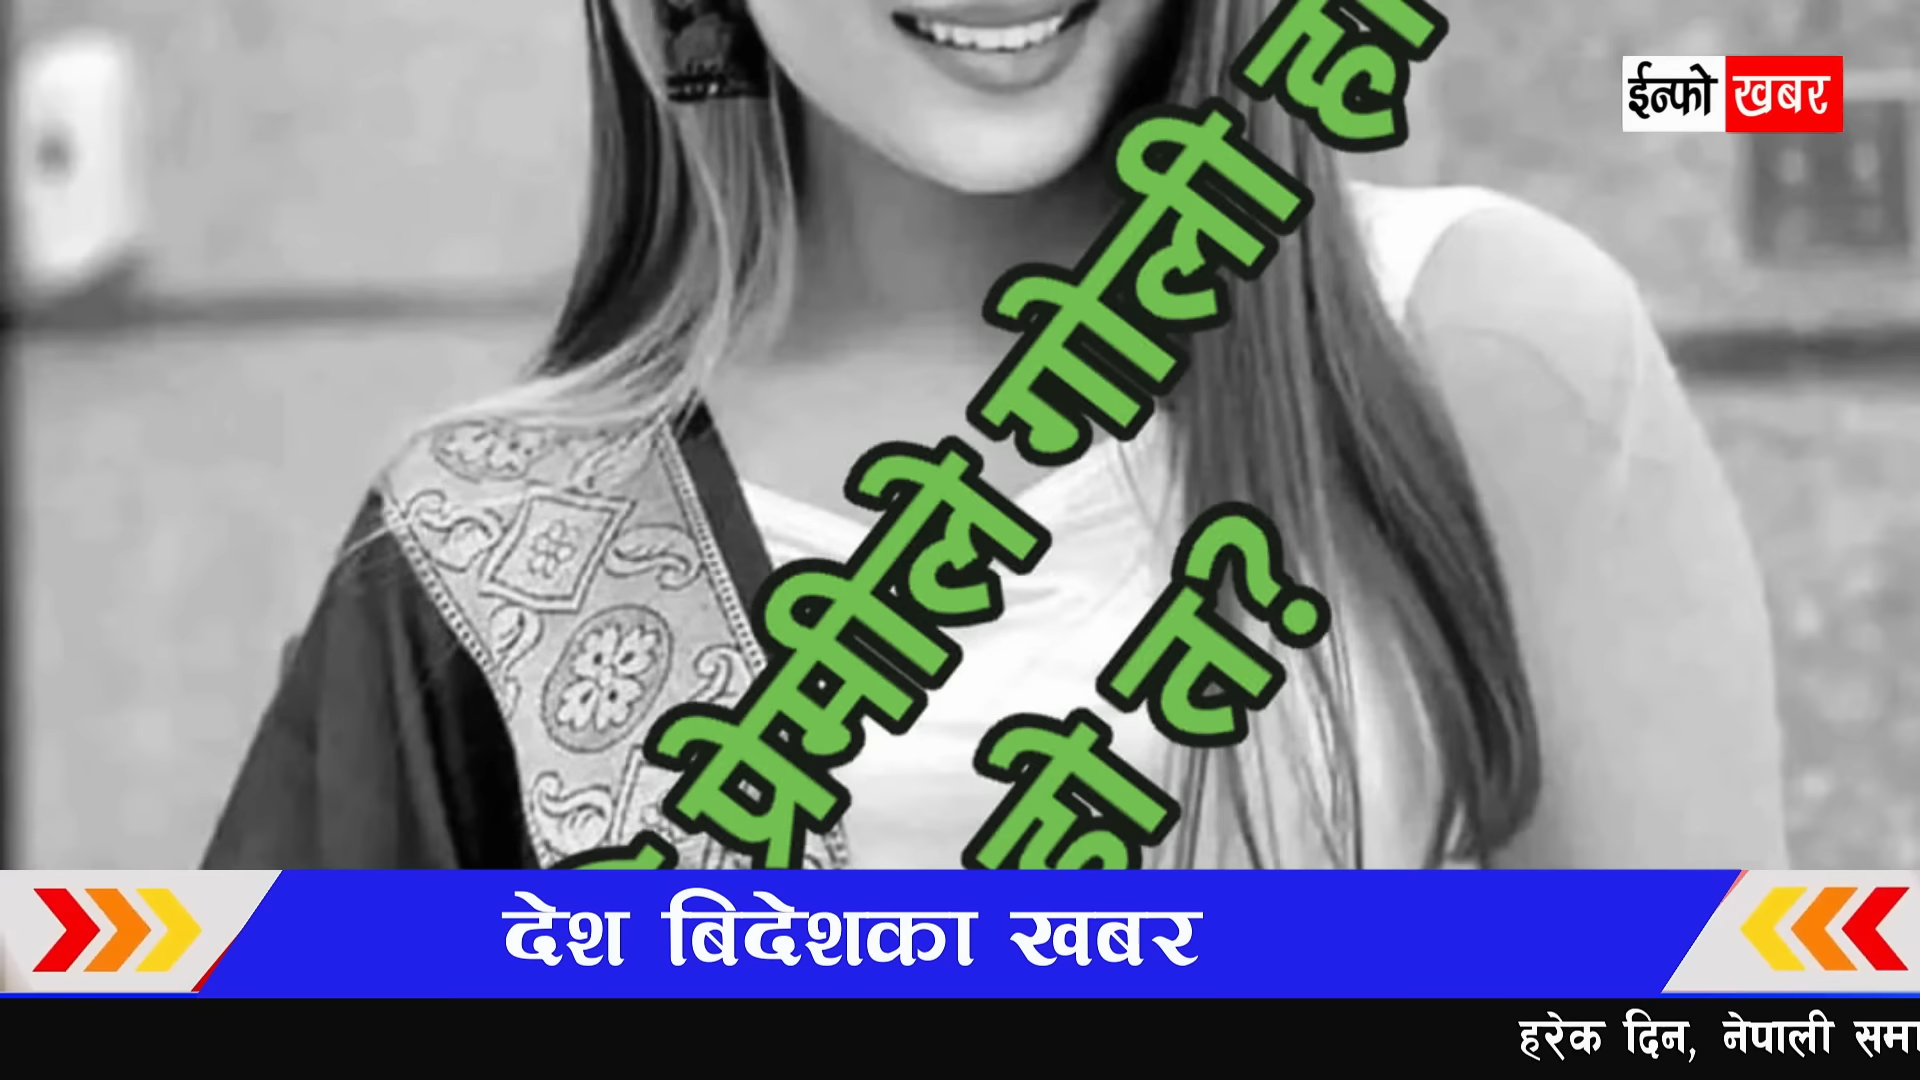 ईन्फो खबर
प्रेमीले गोली हा
हो त?
देश बिदेशका खबर
हरेक दिन, नेपाली समा